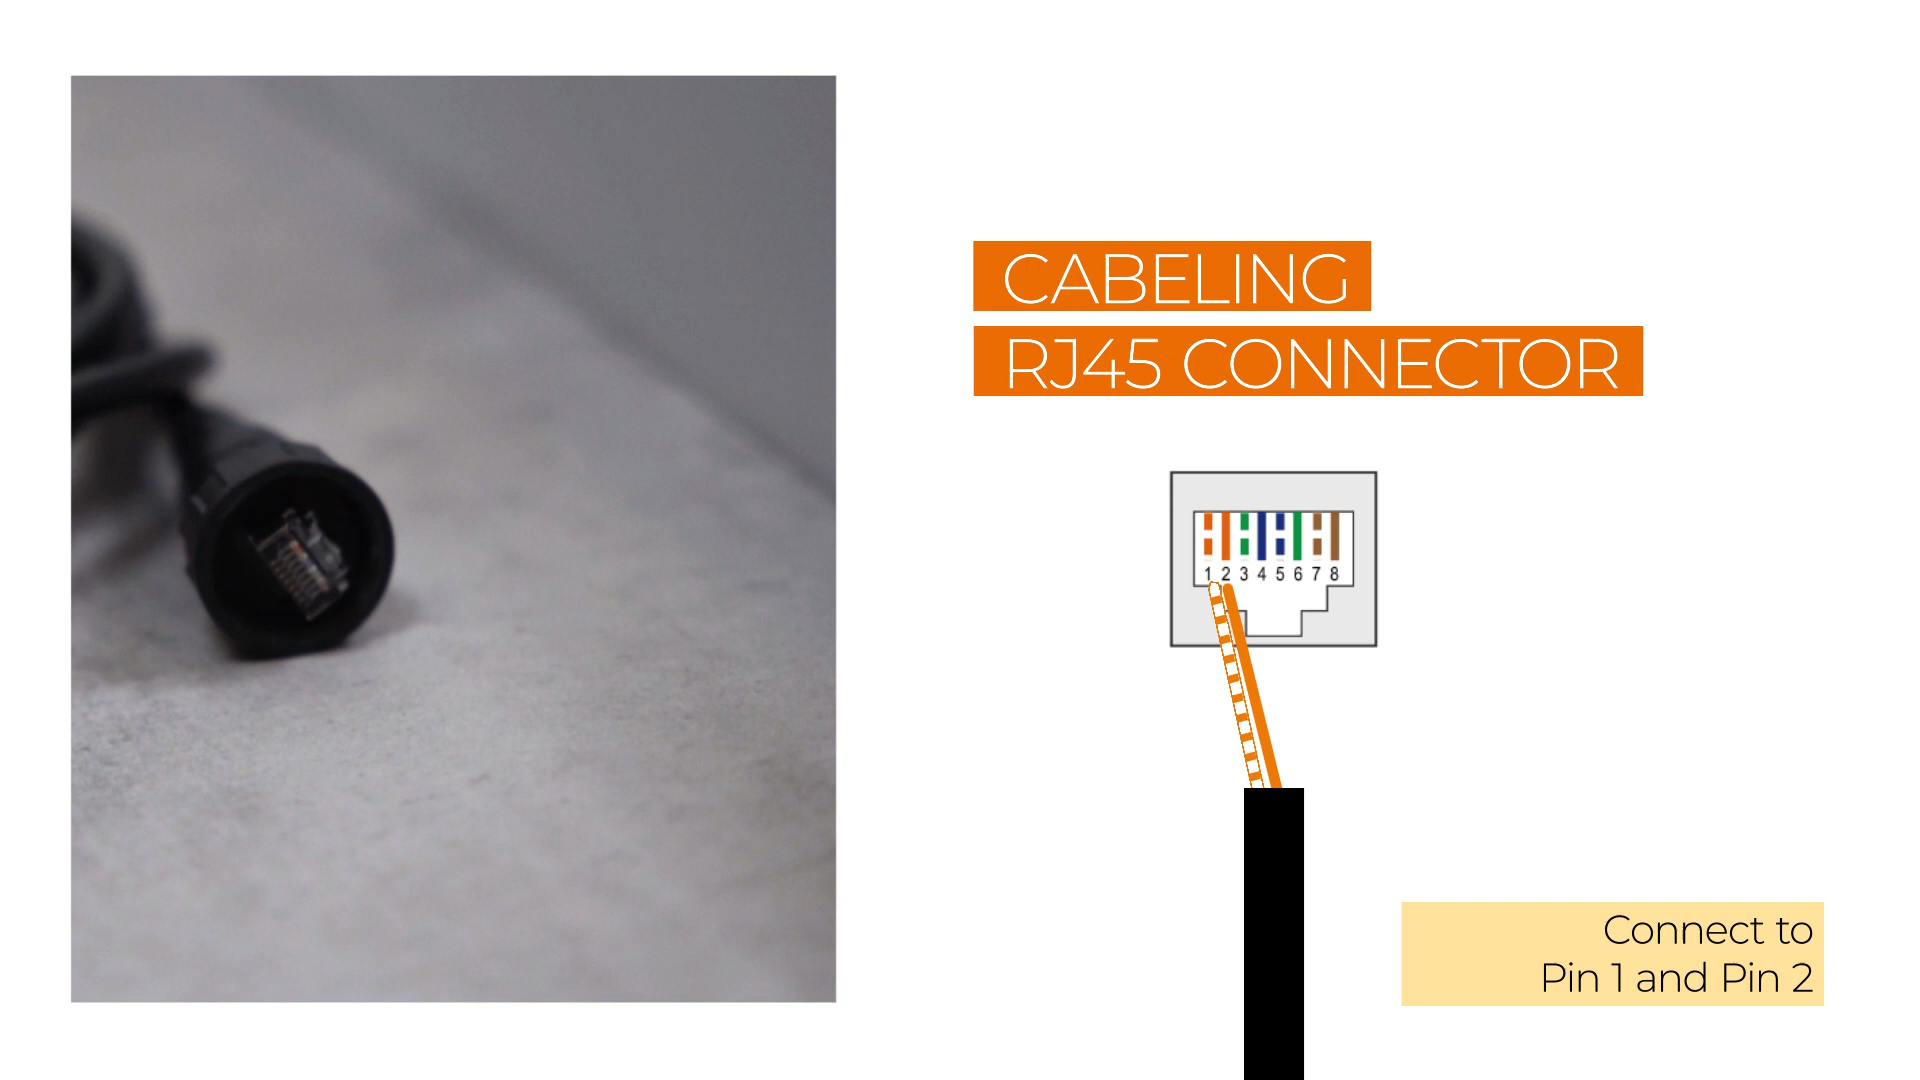 CABELING
RJ45 CONNECTOR
1 2 3 4 5 6 7 8
Connect to
Pin 1 and Pin 2